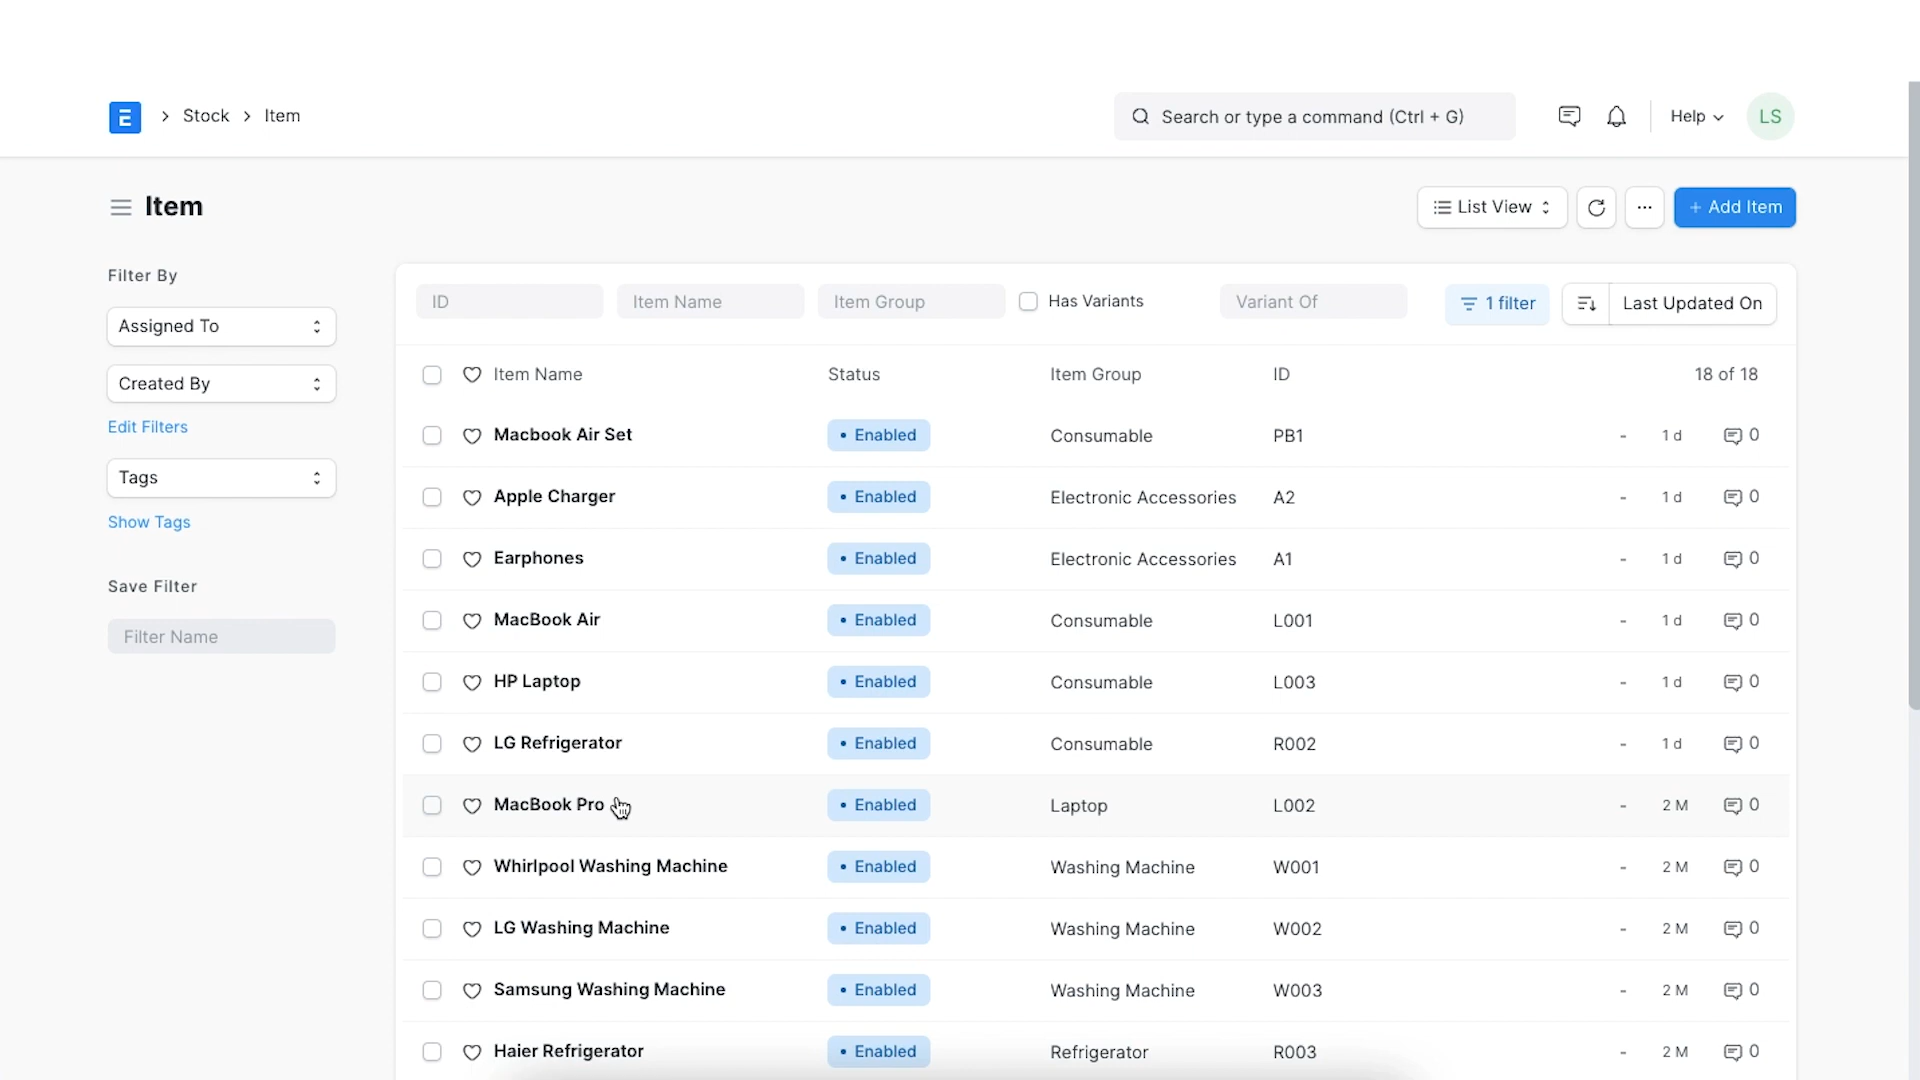 E > Stock > Item
Search or type a command (Ctrl + G)
Help
LS
Item
List View
...
+ Add Item
Filter By
Assigned To
Created By
Edit Filters
Tags
Show Tags
Save Filter
Filter Name
ID Item Name Item Group Has Variants Variant Of 1 filter Last Updated On
Item Name Status Item Group ID 18 of 18
Macbook Air Set • Enabled Consumable PB1 - 1 d 0
Apple Charger • Enabled Electronic Accessories A2 - 1 d 0
Earphones • Enabled Electronic Accessories A1 - 1 d 0
MacBook Air • Enabled Consumable L001 - 1 d 0
HP Laptop • Enabled Consumable L003 - 1 d 0
LG Refrigerator • Enabled Consumable R002 - 1 d 0
MacBook Pro • Enabled Laptop L002 - 2 M 0
Whirlpool Washing Machine • Enabled Washing Machine W001 - 2 M 0
LG Washing Machine • Enabled Washing Machine W002 - 2 M 0
Samsung Washing Machine • Enabled Washing Machine W003 - 2 M 0
Haier Refrigerator • Enabled Refrigerator R003 - 2 M 0